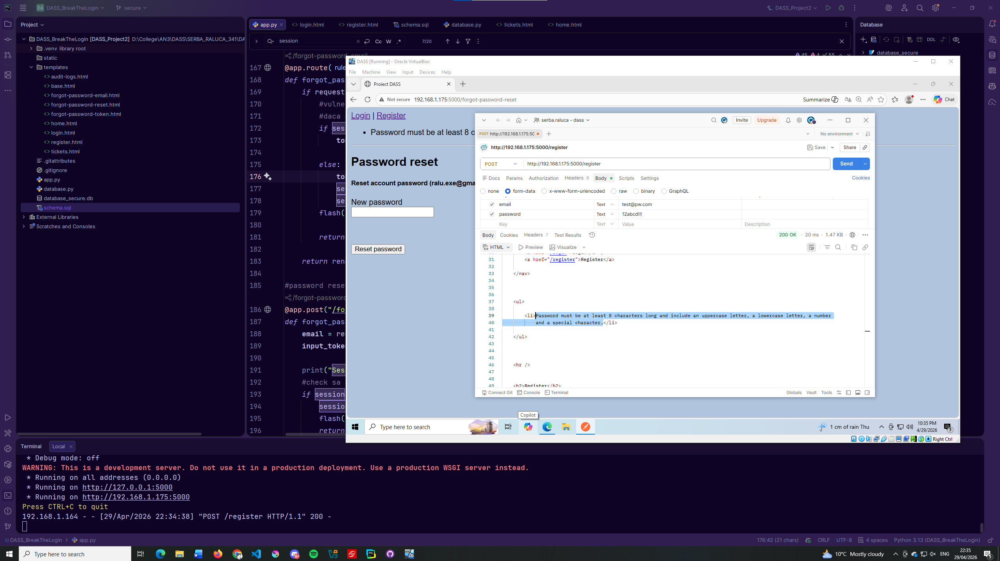 DA DASS_BreakTheLogin secure DASS_Project2
Project
DASS_BreakTheLogin [DASS_Project2] D:\College\AN3\DASS\SERBA_RALUCA_341\DA
.venv library root
static
templates
audit-logs.html
base.html
forgot-password-email.html
forgot-password-reset.html
forgot-password-token.html
home.html
login.html
register.html
tickets.html
.gitattributes
.gitignore
app.py
database.py
database_secure.db
schema.sql
External Libraries
Scratches and Consoles
app.py login.html register.html schema.sql database.py tickets.html home.html
session Cc W .* 7/20
Database
DDL
database_secure
45 4 55
/forgot-password-email
167 @app.route( rule
168 def forgot_pas
169 if request
170 #vulne
171 #daca
172 if ses
173 tok
174
175 else:
176 tok
177 se
178 se
179 flash(
180
181 return
182
183 return ren
184
185 #password rese
/forgot-password
186 @app.post("/fo
187 def forgot_pas
188 email = re
189 input_toke
190
191 print("Ses
192 #check sa
193 if session
194 sessio
195 flash(
196 return
DASS [Running] - Oracle VirtualBox
File Machine View Input Devices Help
Proiect DASS
Not secure 192.168.1.175:5000/forgot-password-reset Summarize Chat
Login | Register
Password must be at least 8 c
Password reset
Reset account password (ralu.exe@gma
New password
Reset password
serba.raluca - dass Invite Upgrade
POST http://192.168.1.175:50 No environment
HTTP http://192.168.1.175:5000/register Save Share
POST http://192.168.1.175:5000/register Send
Docs Params Authorization Headers 8 Body Scripts Settings Cookies
none form-data x-www-form-urlencoded raw binary GraphQL
email Text test@pw.com
password Text 12abcd!!!
Key Text Value Description
Body Cookies Headers 7 Test Results 200 OK 20 ms 1.47 KB
HTML Preview Visualize
31 <a href="/register">Register</a>
32
33 </nav>
34
35
36
37 <ul>
38
39 <li>Password must be at least 8 characters long and include an uppercase letter, a lowercase letter, a number
40 and a special character.</li>
41
42 </ul>
43
44
45
46 <hr />
47
48
49 <h2>Register</h2>
Connect Git Console Terminal Globals Vault Tools
Copilot
Type here to search 1 cm of rain Thu 10:35 PM
4/29/2026
3
Right Ctrl
Terminal Local
* Debug mode: off
WARNING: This is a development server. Do not use it in a production deployment. Use a production WSGI server instead.
* Running on all addresses (0.0.0.0)
* Running on http://127.0.0.1:5000
* Running on http://192.168.1.175:5000
Press CTRL+C to quit
192.168.1.164 - - [29/Apr/2026 22:34:38] "POST /register HTTP/1.1" 200 -
DASS_BreakTheLogin app.py 176:42 (21 chars) CRLF UTF-8 4 spaces Python 3.13 (DASS_BreakTheLogin)
Type here to search 10°C Mostly cloudy ENG 22:35
29/04/2026
5